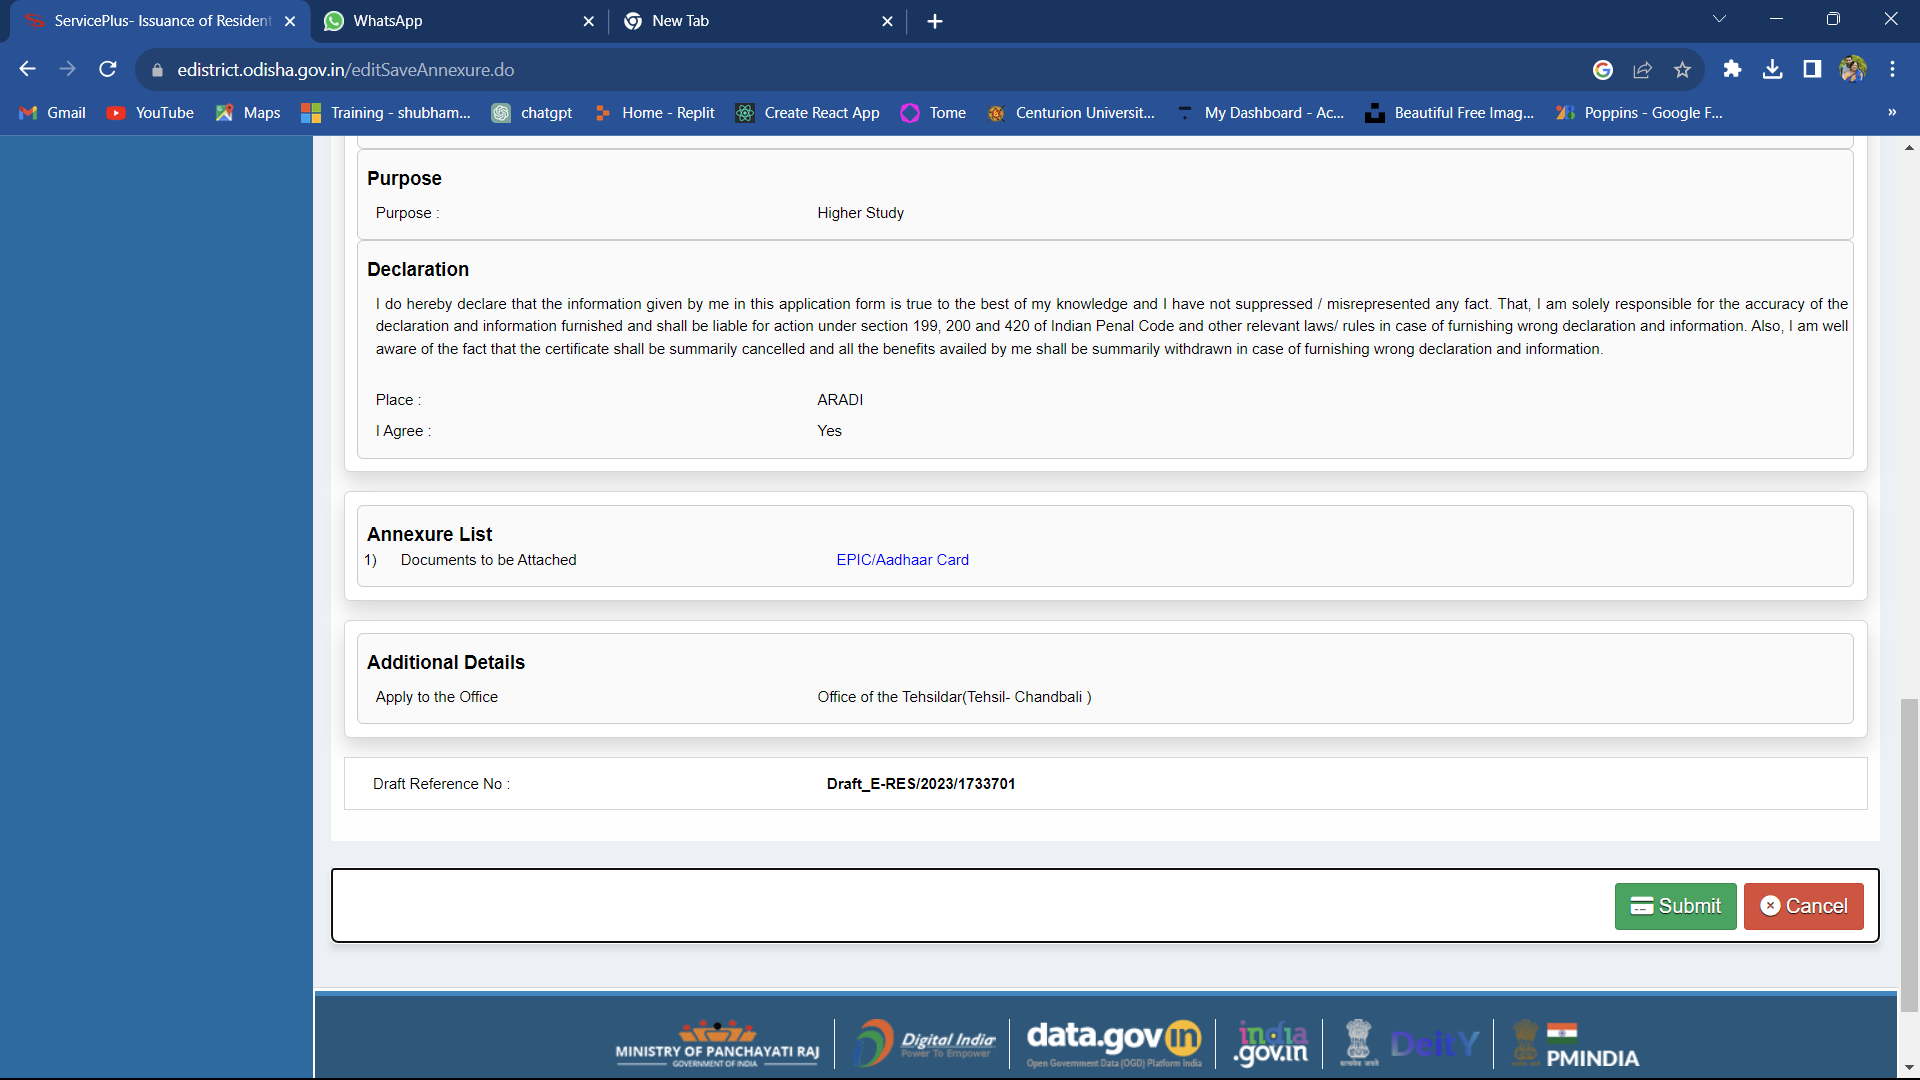 ServicePlus- Issuance of Resident
WhatsApp
New Tab
edistrict.odisha.gov.in/editSaveAnnexure.do
Gmail
YouTube
Maps
Training - shubham...
chatgpt
Home - Replit
Create React App
Tome
Centurion Universit...
My Dashboard - Ac...
Beautiful Free Imag...
Poppins - Google F...
Purpose
Purpose : Higher Study
Declaration
I do hereby declare that the information given by me in this application form is true to the best of my knowledge and I have not suppressed / misrepresented any fact. That, I am solely responsible for the accuracy of the
declaration and information furnished and shall be liable for action under section 199, 200 and 420 of Indian Penal Code and other relevant laws/ rules in case of furnishing wrong declaration and information. Also, I am well
aware of the fact that the certificate shall be summarily cancelled and all the benefits availed by me shall be summarily withdrawn in case of furnishing wrong declaration and information.
Place : ARADI
I Agree : Yes
Annexure List
1) Documents to be Attached EPIC/Aadhaar Card
Additional Details
Apply to the Office Office of the Tehsildar(Tehsil- Chandbali )
Draft Reference No : Draft_E-RES/2023/1733701
Submit
Cancel
MINISTRY OF PANCHAYATI RAJ
GOVERNMENT OF INDIA
Digital India
Power To Empower
data.gov in
Open Government Data (OGD) Platform India
india
.gov.in
सत्यमेव जयते
DeitY
PMINDIA